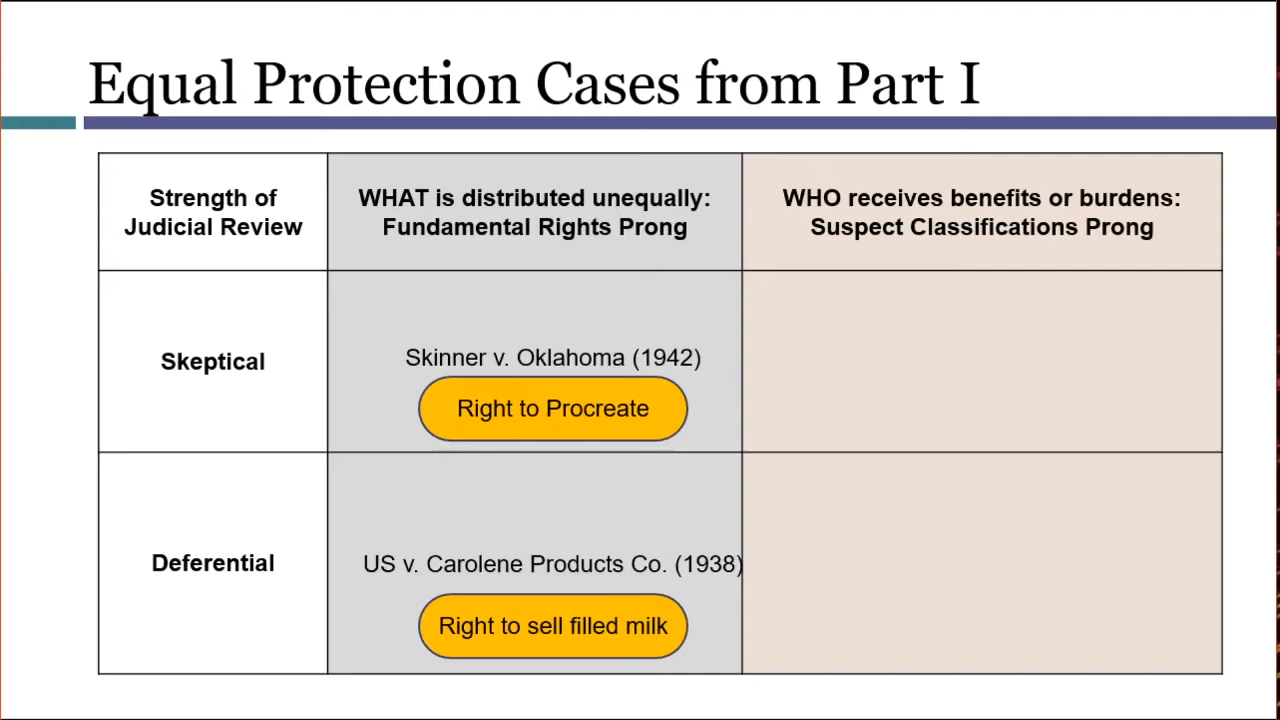 Equal Protection Cases from Part I
Strength of
Judicial Review
WHAT is distributed unequally:
Fundamental Rights Prong
WHO receives benefits or burdens:
Suspect Classifications Prong
Skeptical
Skinner v. Oklahoma (1942)
Right to Procreate
Deferential
US v. Carolene Products Co. (1938)
Right to sell filled milk